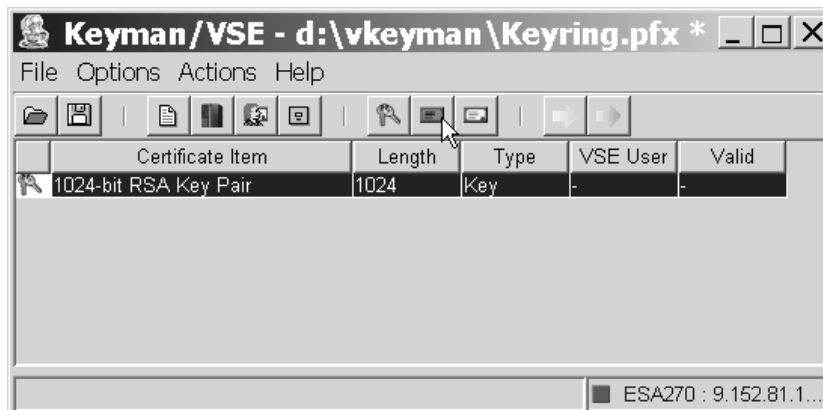 Keyman/VSE - d:\vkeyman\Keyring.pfx *
File Options Actions Help
Certificate Item Length Type VSE User Valid
1024-bit RSA Key Pair 1024 Key - -
ESA270 : 9.152.81.1...